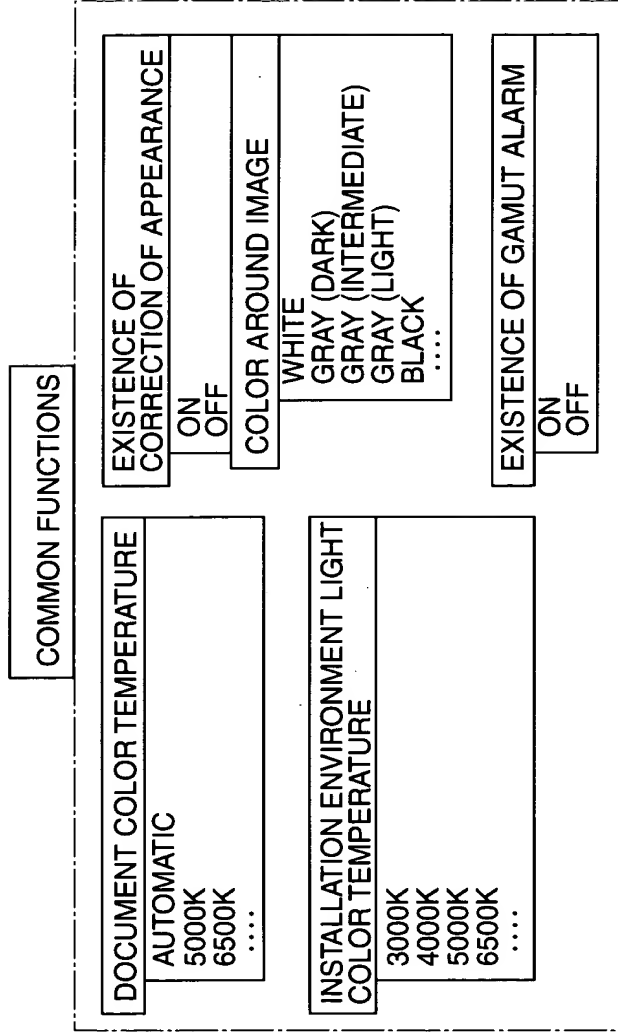 COMMON FUNCTIONS
DOCUMENT COLOR TEMPERATURE
AUTOMATIC
5000K
6500K
....
INSTALLATION ENVIRONMENT LIGHT
COLOR TEMPERATURE
3000K
4000K
5000K
6500K
....
EXISTENCE OF
CORRECTION OF APPEARANCE
ON
OFF
COLOR AROUND IMAGE
WHITE
GRAY (DARK)
GRAY (INTERMEDIATE)
GRAY (LIGHT)
BLACK
....
EXISTENCE OF GAMUT ALARM
ON
OFF